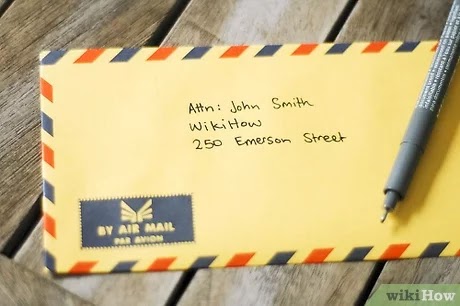 Attn: John Smith
WikiHow
250 Emerson Street
BY AIR MAIL
PAR AVION
wikiHow